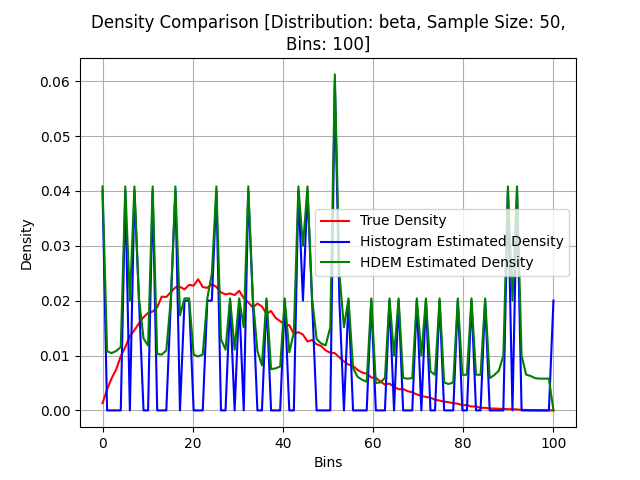 Density Comparison [Distribution: beta, Sample Size: 50,
Bins: 100]
0.06
0.05
0.04
0.03
0.02
0.01
0.00
Density
True Density
Histogram Estimated Density
HDEM Estimated Density
0 20 40 60 80 100
Bins